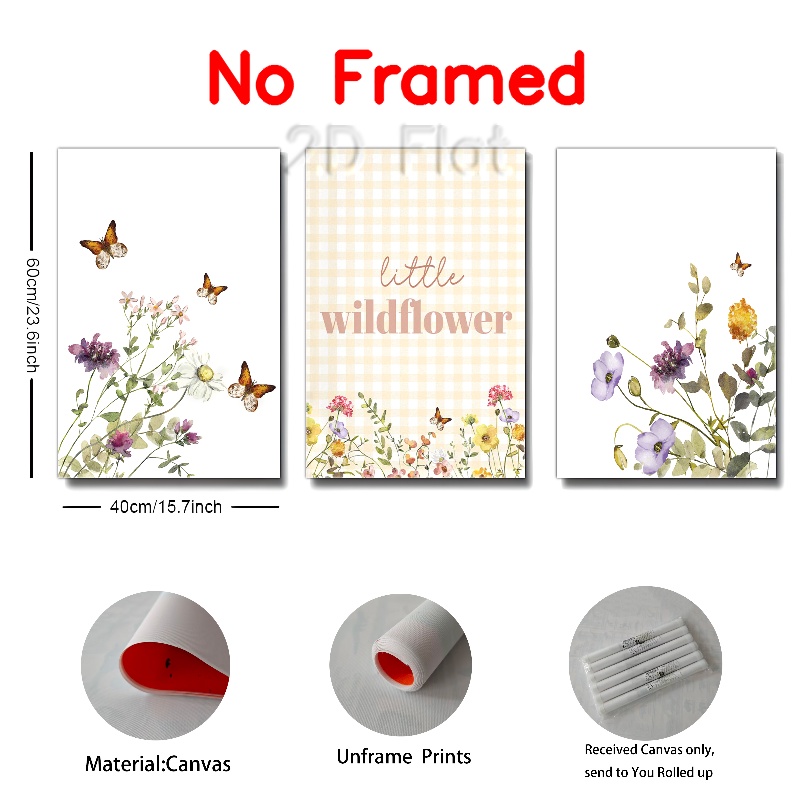 No Framed
2D Flat
60cm/23.6inch
little
wildflower
40cm/15.7inch
Material:Canvas
Unframe Prints
Received Canvas only,
send to You Rolled up